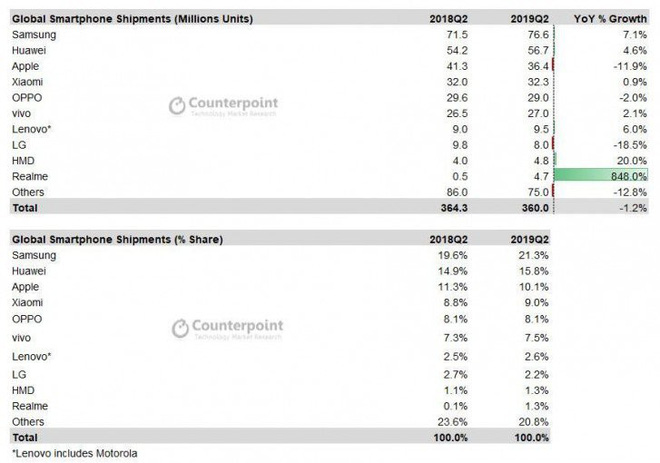 Global Smartphone Shipments (Millions Units) 2018Q2 2019Q2 YoY % Growth
Samsung 71.5 76.6 7.1%
Huawei 54.2 56.7 4.6%
Apple 41.3 36.4 -11.9%
Xiaomi 32.0 32.3 0.9%
OPPO 29.6 29.0 -2.0%
vivo 26.5 27.0 2.1%
Lenovo* 9.0 9.5 6.0%
LG 9.8 8.0 -18.5%
HMD 4.0 4.8 20.0%
Realme 0.5 4.7 848.0%
Others 86.0 75.0 -12.8%
Total 364.3 360.0 -1.2%
Counterpoint
Technology Market Research
Global Smartphone Shipments (% Share) 2018Q2 2019Q2
Samsung 19.6% 21.3%
Huawei 14.9% 15.8%
Apple 11.3% 10.1%
Xiaomi 8.8% 9.0%
OPPO 8.1% 8.1%
vivo 7.3% 7.5%
Lenovo* 2.5% 2.6%
LG 2.7% 2.2%
HMD 1.1% 1.3%
Realme 0.1% 1.3%
Others 23.6% 20.8%
Total 100.0% 100.0%
Counterpoint
Technology Market Research
*Lenovo includes Motorola